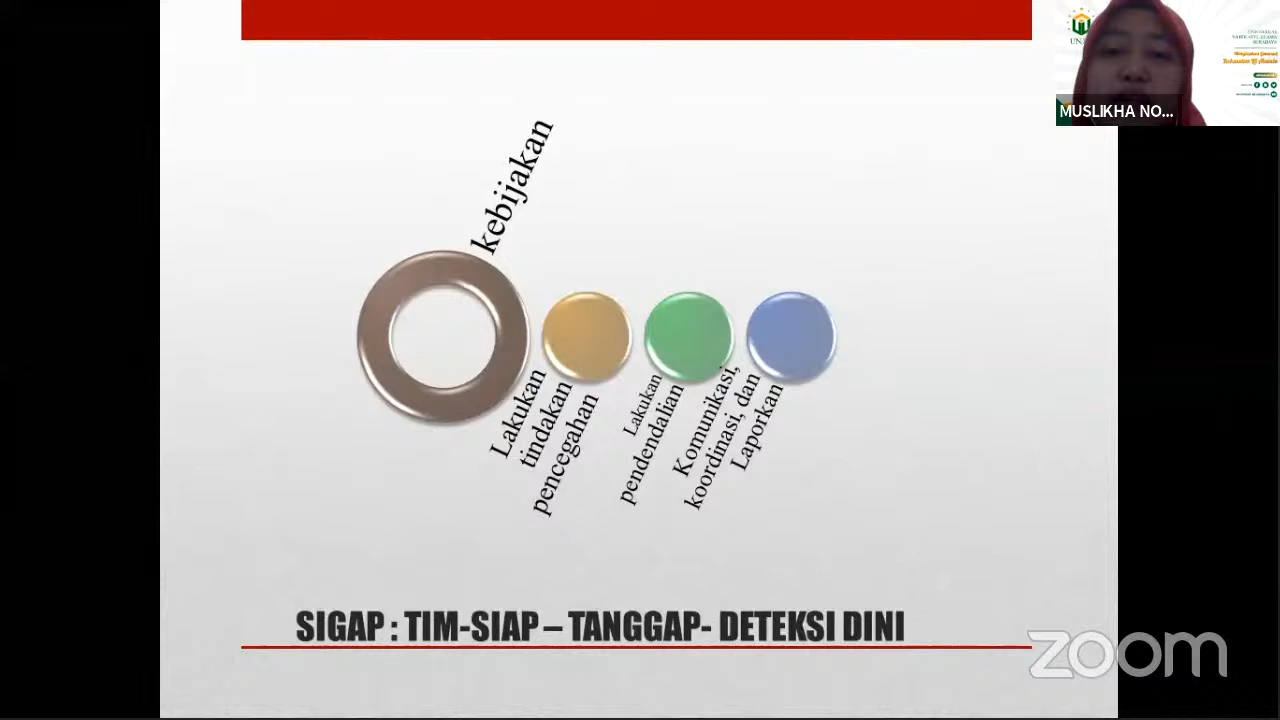 kebijakan
Lakukan
tindakan
pencegahan
Lakukan
pendendalian
Komunikasi,
koordinasi, dan
Laporkan
SIGAP : TIM-SIAP – TANGGAP- DETEKSI DINI
MUSLIKHA NO...
zoom